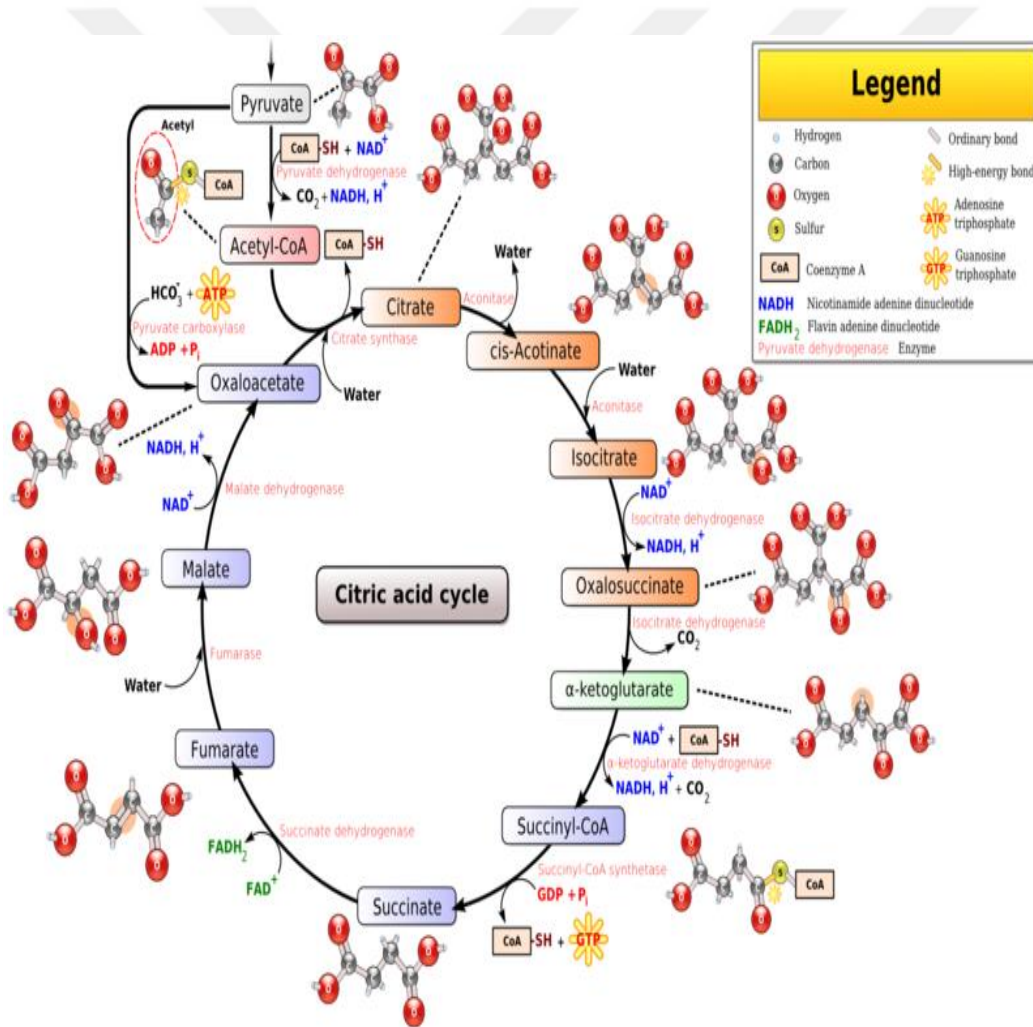 Legend
Hydrogen
Carbon
Oxygen
Sulfur
CoA Coenzyme A
Ordinary bond
High-energy bond
ATP Adenosine
triphosphate
GTP Guanosine
triphosphate
NADH Nicotinamide adenine dinucleotide
FADH2 Flavin adenine dinucleotide
Pyruvate dehydrogenase Enzyme
Pyruvate
CoA-SH + NAD+
Pyruvate dehydrogenase
CO2 + NADH, H+
Acetyl
S CoA
Acetyl-CoA
CoA-SH
HCO3- + ATP
Pyruvate carboxylase
ADP + Pi
Oxaloacetate
Citrate synthase
Water
Citrate
Aconitase
Water
cis-Acotinate
Water
Aconitase
Isocitrate
NAD+
Isocitrate dehydrogenase
NADH, H+
Oxalosuccinate
Isocitrate dehydrogenase
CO2
α-ketoglutarate
NAD+ + CoA-SH
α-ketoglutarate dehydrogenase
NADH, H+ + CO2
Succinyl-CoA
S CoA
Succinyl-CoA synthetase
GDP + Pi
CoA-SH + GTP
Succinate
Succinate dehydrogenase
FADH2
FAD+
Fumarate
Fumarase
Water
Malate
Malate dehydrogenase
NAD+
NADH, H+
Citric acid cycle